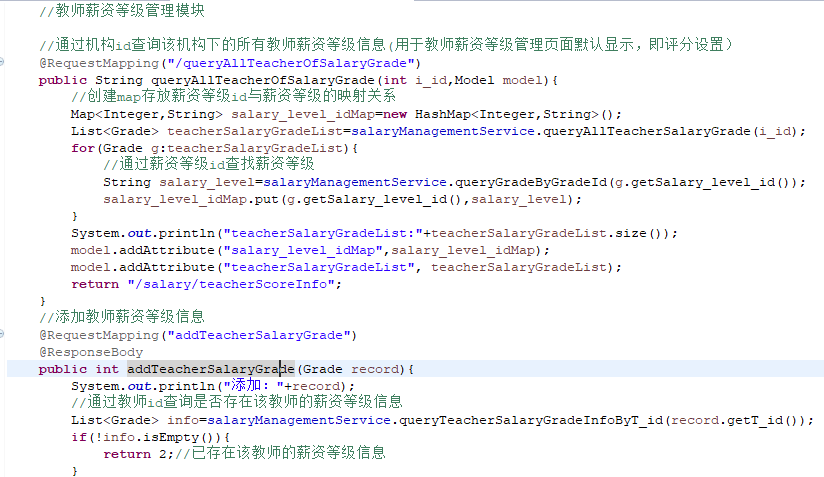 //教师薪资等级管理模块
//通过机构id查询该机构下的所有教师薪资等级信息(用于教师薪资等级管理页面默认显示，即评分设置）
@RequestMapping("/queryAllTeacherOfSalaryGrade")
public String queryAllTeacherOfSalaryGrade(int i_id,Model model){
//创建map存放薪资等级id与薪资等级的映射关系
Map<Integer,String> salary_level_idMap=new HashMap<Integer,String>();
List<Grade> teacherSalaryGradeList=salaryManagementService.queryAllTeacherSalaryGrade(i_id);
for(Grade g:teacherSalaryGradeList){
//通过薪资等级id查找薪资等级
String salary_level=salaryManagementService.queryGradeByGradeId(g.getSalary_level_id());
salary_level_idMap.put(g.getSalary_level_id(),salary_level);
}
System.out.println("teacherSalaryGradeList:"+teacherSalaryGradeList.size());
model.addAttribute("salary_level_idMap",salary_level_idMap);
model.addAttribute("teacherSalaryGradeList", teacherSalaryGradeList);
return "/salary/teacherScoreInfo";
}
//添加教师薪资等级信息
@RequestMapping("addTeacherSalaryGrade")
@ResponseBody
public int addTeacherSalaryGrade(Grade record){
System.out.println("添加："+record);
//通过教师id查询是否存在该教师的薪资等级信息
List<Grade> info=salaryManagementService.queryTeacherSalaryGradeInfoByT_id(record.getT_id());
if(!info.isEmpty()){
return 2;//已存在该教师的薪资等级信息
}